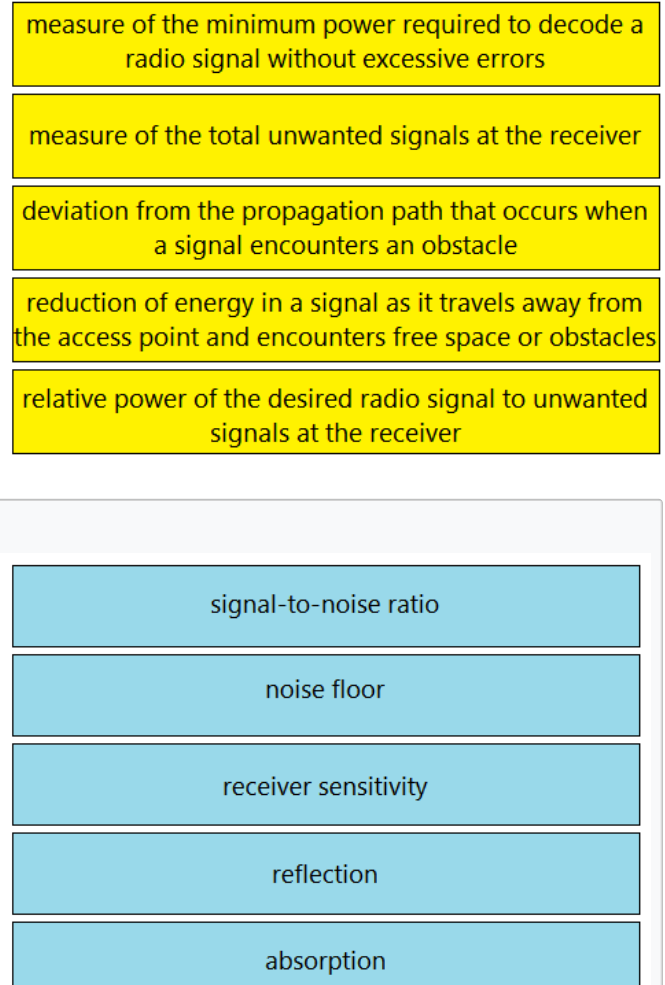 measure of the minimum power required to decode a
radio signal without excessive errors
measure of the total unwanted signals at the receiver
deviation from the propagation path that occurs when
a signal encounters an obstacle
reduction of energy in a signal as it travels away from
the access point and encounters free space or obstacles
relative power of the desired radio signal to unwanted
signals at the receiver
signal-to-noise ratio
noise floor
receiver sensitivity
reflection
absorption